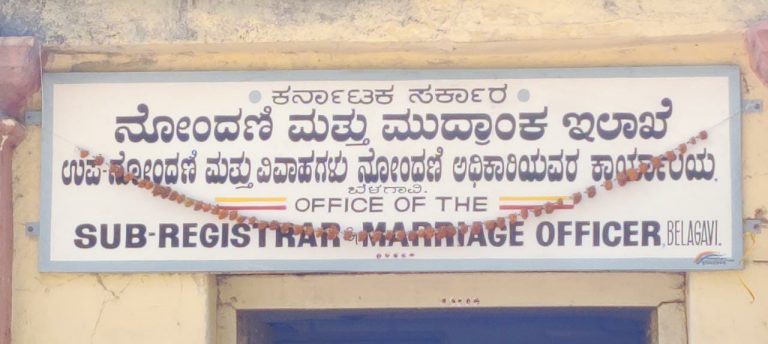 ಕರ್ನಾಟಕ ಸರ್ಕಾರ
ನೋಂದಣಿ ಮತ್ತು ಮುದ್ರಾಂಕ ಇಲಾಖೆ
ಉಪ-ನೋಂದಣಿ ಮತ್ತು ವಿವಾಹಗಳು ನೋಂದಣಿ ಅಧಿಕಾರಿಯವರ ಕಾರ್ಯಾಲಯ,
ಬೆಳಗಾವಿ.
OFFICE OF THE
SUB-REGISTRAR & MARRIAGE OFFICER, BELAGAVI.